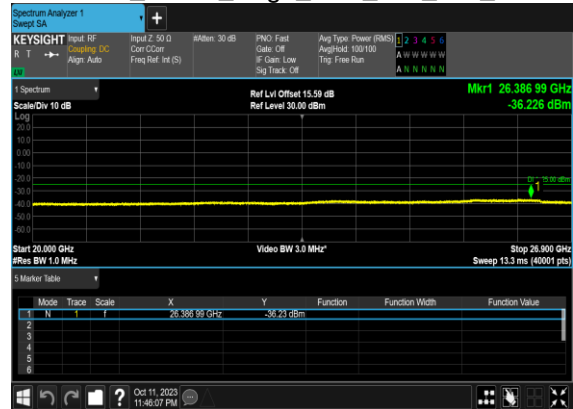 Spectrum Analyzer 1
Swept SA
KEYSIGHT Input: RF Input Z: 50 Ω #Atten: 30 dB PNO: Fast Avg Type: Power (RMS) 1 2 3 4 5 6
R T Coupling: DC Corr CCorr Gate: Off Avg|Hold: 100/100 A W W W W W
Align: Auto Freq Ref: Int (S) IF Gain: Low Trig: Free Run
LW Sig Track: Off A N N N N N
1 Spectrum Ref Lvl Offset 15.59 dB Mkr1 26.386 99 GHz
Scale/Div 10 dB Ref Level 30.00 dBm -36.226 dBm
Log
20.0
10.0
0.00
-10.0
-20.0
-30.0
-40.0
-50.0
-60.0
1
Start 20.000 GHz Video BW 3.0 MHz* Stop 26.900 GHz
#Res BW 1.0 MHz Sweep 13.3 ms (40001 pts)
5 Marker Table
Mode Trace Scale X Y Function Function Width Function Value
1 N 1 f 26.386 99 GHz -36.23 dBm
2
3
4
5
6
? Oct 11, 2023
11:46:07 PM